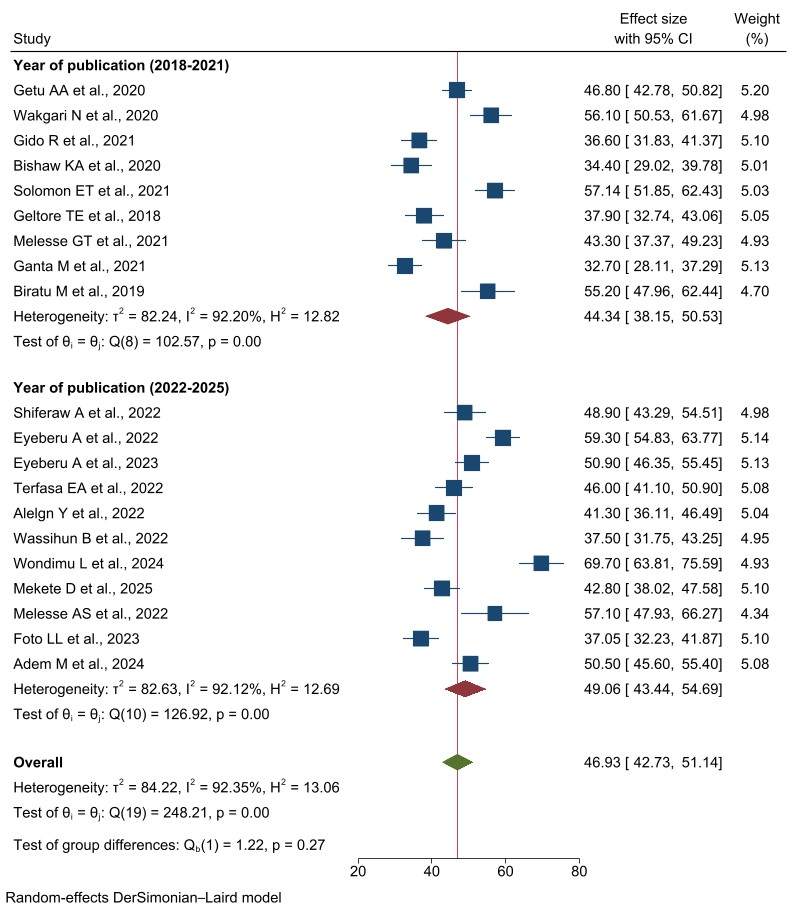 Effect size Weight
Study with 95% CI (%)
Year of publication (2018-2021)
Getu AA et al., 2020 46.80 [ 42.78, 50.82] 5.20
Wakgari N et al., 2020 56.10 [ 50.53, 61.67] 4.98
Gido R et al., 2021 36.60 [ 31.83, 41.37] 5.10
Bishaw KA et al., 2020 34.40 [ 29.02, 39.78] 5.01
Solomon ET et al., 2021 57.14 [ 51.85, 62.43] 5.03
Geltore TE et al., 2018 37.90 [ 32.74, 43.06] 5.05
Melesse GT et al., 2021 43.30 [ 37.37, 49.23] 4.93
Ganta M et al., 2021 32.70 [ 28.11, 37.29] 5.13
Biratu M et al., 2019 55.20 [ 47.96, 62.44] 4.70
Heterogeneity: τ² = 82.24, I² = 92.20%, H² = 12.82 44.34 [ 38.15, 50.53]
Test of θᵢ = θⱼ: Q(8) = 102.57, p = 0.00
Year of publication (2022-2025)
Shiferaw A et al., 2022 48.90 [ 43.29, 54.51] 4.98
Eyeberu A et al., 2022 59.30 [ 54.83, 63.77] 5.14
Eyeberu A et al., 2023 50.90 [ 46.35, 55.45] 5.13
Terfasa EA et al., 2022 46.00 [ 41.10, 50.90] 5.08
Alelgn Y et al., 2022 41.30 [ 36.11, 46.49] 5.04
Wassihun B et al., 2022 37.50 [ 31.75, 43.25] 4.95
Wondimu L et al., 2024 69.70 [ 63.81, 75.59] 4.93
Mekete D et al., 2025 42.80 [ 38.02, 47.58] 5.10
Melesse AS et al., 2022 57.10 [ 47.93, 66.27] 4.34
Foto LL et al., 2023 37.05 [ 32.23, 41.87] 5.10
Adem M et al., 2024 50.50 [ 45.60, 55.40] 5.08
Heterogeneity: τ² = 82.63, I² = 92.12%, H² = 12.69 49.06 [ 43.44, 54.69]
Test of θᵢ = θⱼ: Q(10) = 126.92, p = 0.00
Overall 46.93 [ 42.73, 51.14]
Heterogeneity: τ² = 84.22, I² = 92.35%, H² = 13.06
Test of θᵢ = θⱼ: Q(19) = 248.21, p = 0.00
Test of group differences: Q_b(1) = 1.22, p = 0.27
20 40 60 80
Random-effects DerSimonian–Laird model